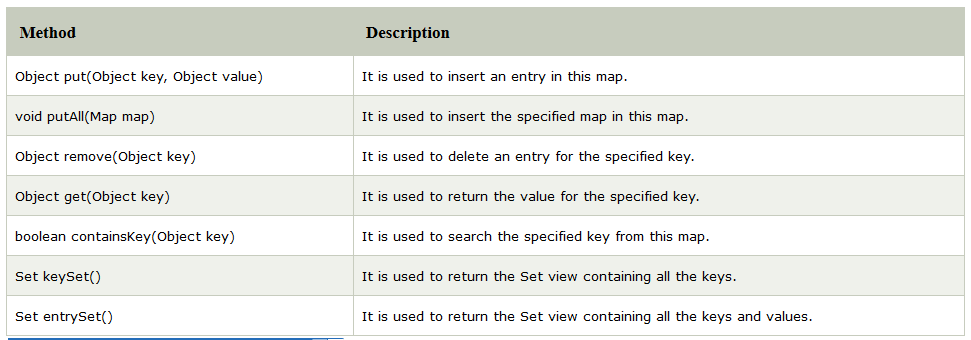 Method Description
Object put(Object key, Object value) It is used to insert an entry in this map.
void putAll(Map map) It is used to insert the specified map in this map.
Object remove(Object key) It is used to delete an entry for the specified key.
Object get(Object key) It is used to return the value for the specified key.
boolean containsKey(Object key) It is used to search the specified key from this map.
Set keySet() It is used to return the Set view containing all the keys.
Set entrySet() It is used to return the Set view containing all the keys and values.